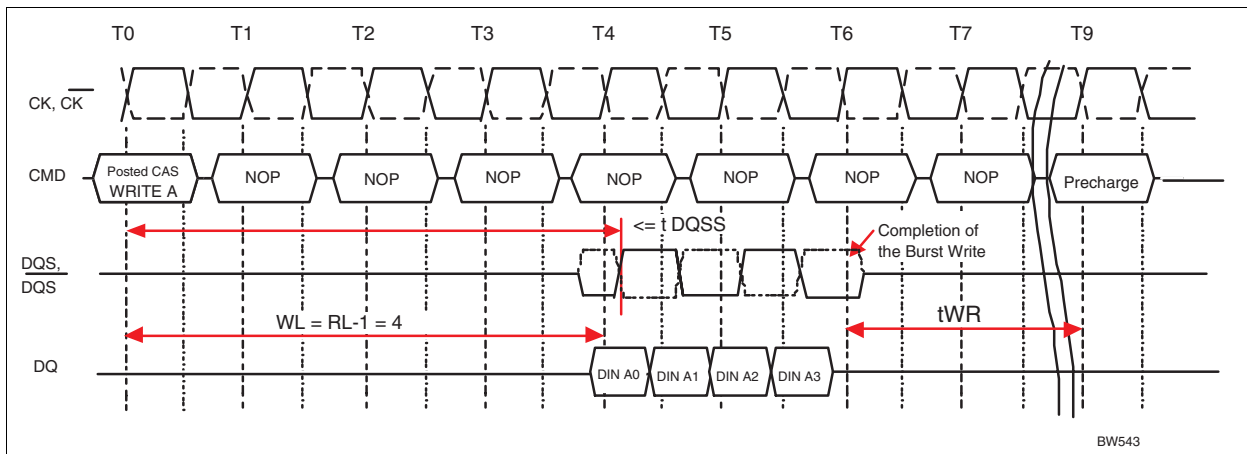 T0 T1 T2 T3 T4 T5 T6 T7 T9
CK, CK
CMD
Posted CAS
WRITE A
NOP NOP NOP NOP NOP NOP NOP Precharge
<= t DQSS
Completion of
the Burst Write
DQS,
DQS
WL = RL-1 = 4
tWR
DQ
DIN A0 DIN A1 DIN A2 DIN A3
BW543